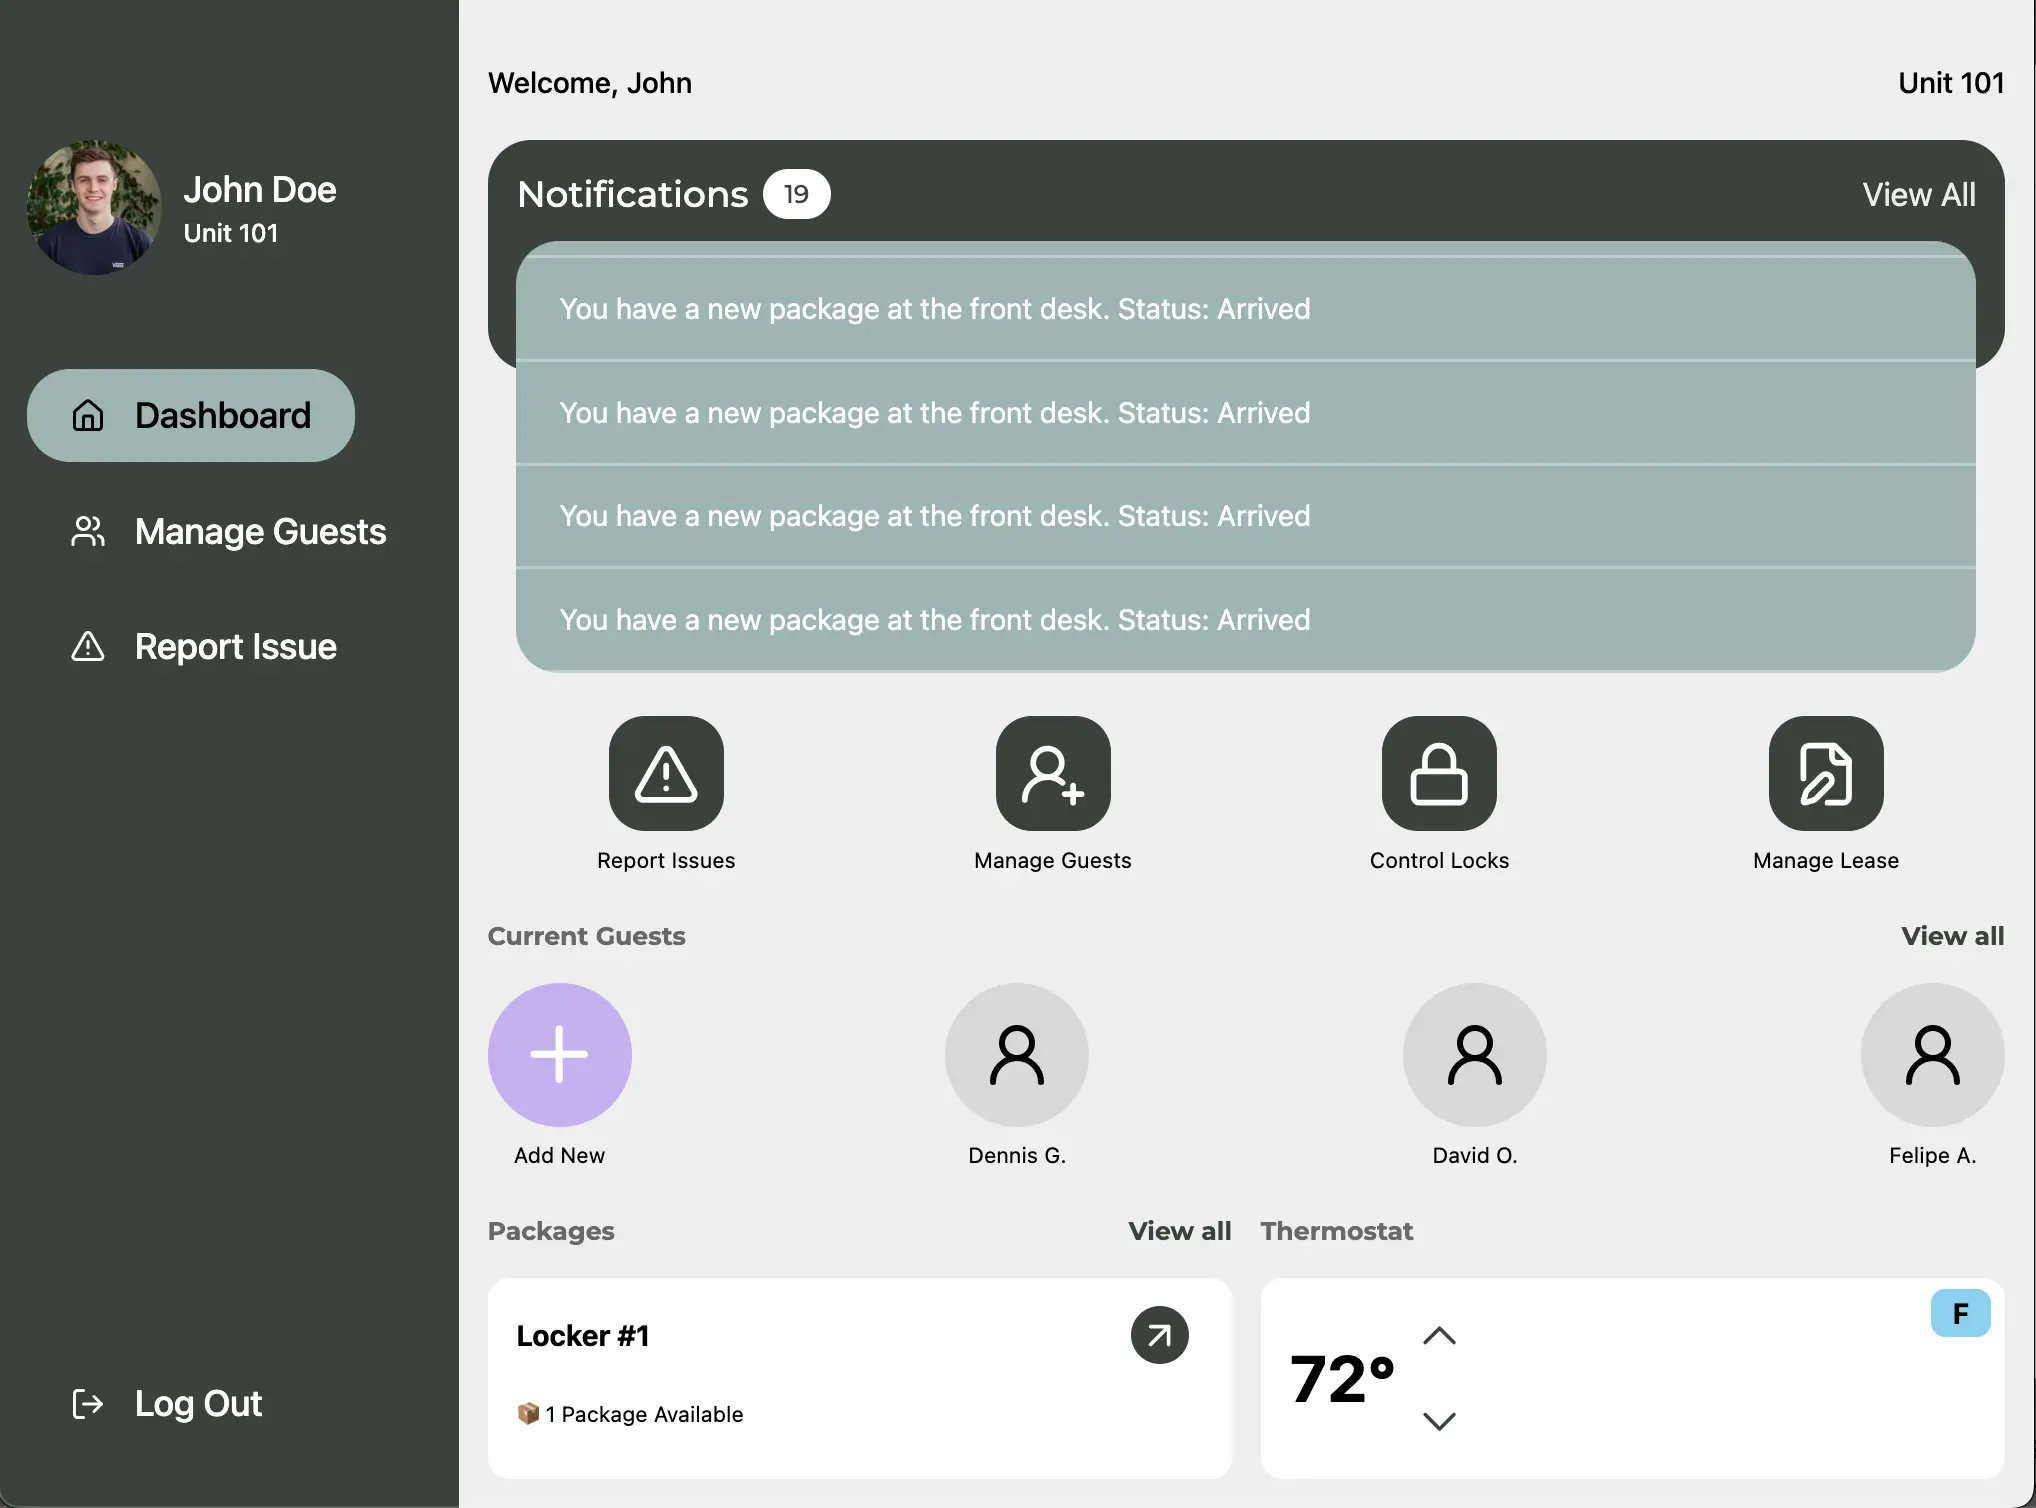 John Doe
Unit 101
Dashboard
Manage Guests
Report Issue
Log Out
Welcome, John
Unit 101
Notifications 19
View All
You have a new package at the front desk. Status: Arrived
You have a new package at the front desk. Status: Arrived
You have a new package at the front desk. Status: Arrived
You have a new package at the front desk. Status: Arrived
Report Issues
Manage Guests
Control Locks
Manage Lease
Current Guests
View all
Add New
Dennis G.
David O.
Felipe A.
Packages
View all
Locker #1
📦 1 Package Available
Thermostat
F
72°